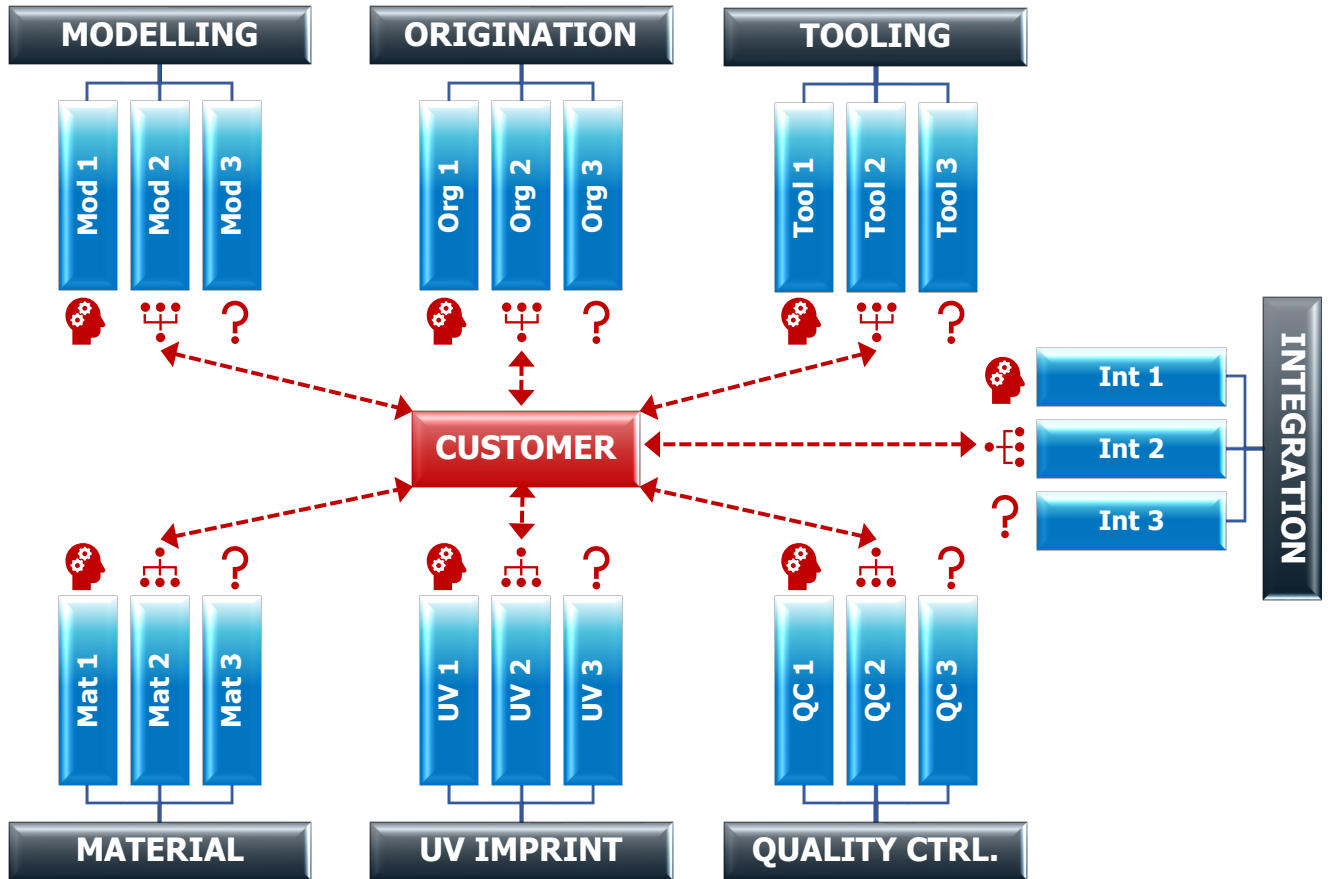 MODELLING
ORIGINATION
TOOLING
Mod 1
Mod 2
Mod 3
Org 1
Org 2
Org 3
Tool 1
Tool 2
Tool 3
?
?
?
INTEGRATION
Int 1
CUSTOMER
Int 2
?
Int 3
?
?
?
Mat 1
Mat 2
Mat 3
UV 1
UV 2
UV 3
QC 1
QC 2
QC 3
MATERIAL
UV IMPRINT
QUALITY CTRL.